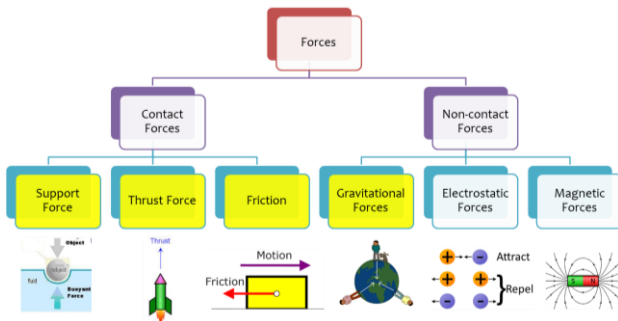 Forces
Contact
Forces
Non-contact
Forces
Support
Force
Thrust Force
Friction
Gravitational
Forces
Electrostatic
Forces
Magnetic
Forces
Object
Object
fluid
Buoyant
Force
Thrust
Motion
Friction
+ - Attract
+ +
- -
Repel
S N